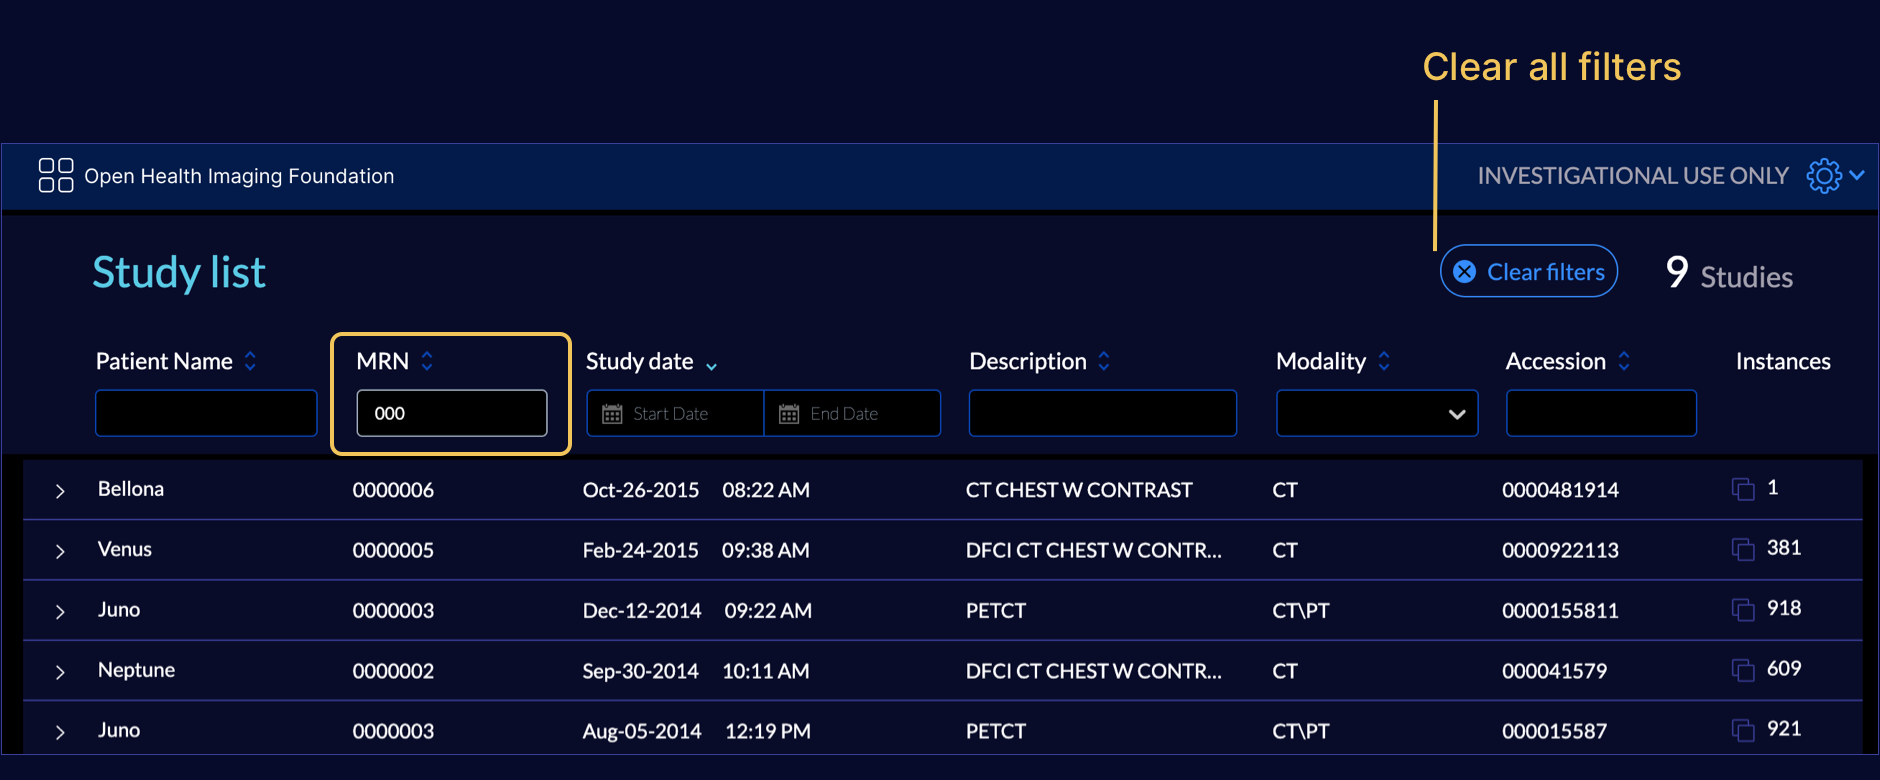 Clear all filters
Open Health Imaging Foundation INVESTIGATIONAL USE ONLY
Study list Clear filters 9 Studies
Patient Name MRN Study date Description Modality Accession Instances
000 Start Date End Date
Bellona 0000006 Oct-26-2015 08:22 AM CT CHEST W CONTRAST CT 0000481914 1
Venus 0000005 Feb-24-2015 09:38 AM DFCI CT CHEST W CONTR... CT 0000922113 381
Juno 0000003 Dec-12-2014 09:22 AM PETCT CT\PT 0000155811 918
Neptune 0000002 Sep-30-2014 10:11 AM DFCI CT CHEST W CONTR... CT 000041579 609
Juno 0000003 Aug-05-2014 12:19 PM PETCT CT\PT 000015587 921